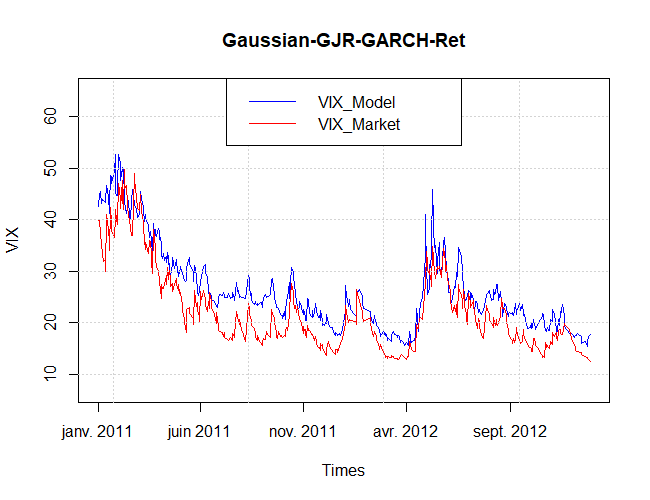 Gaussian-GJR-GARCH-Ret
VIX_Model
VIX_Market
VIX
60
50
40
30
20
10
janv. 2011 juin 2011 nov. 2011 avr. 2012 sept. 2012
Times